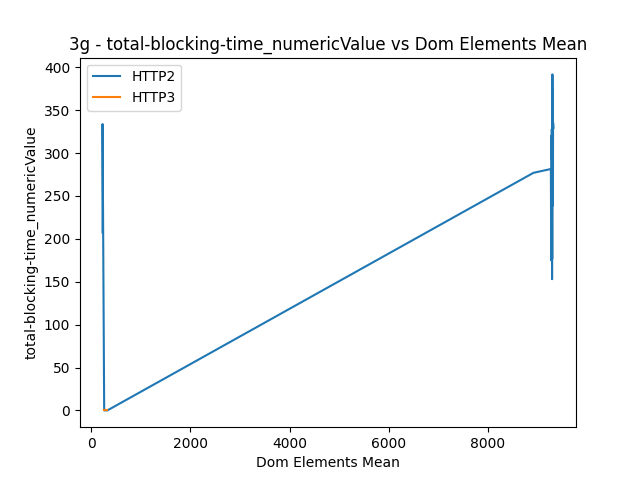 3g - total-blocking-time_numericValue vs Dom Elements Mean
HTTP2
HTTP3
400
350
300
250
200
150
100
50
0
total-blocking-time_numericValue
0 2000 4000 6000 8000
Dom Elements Mean